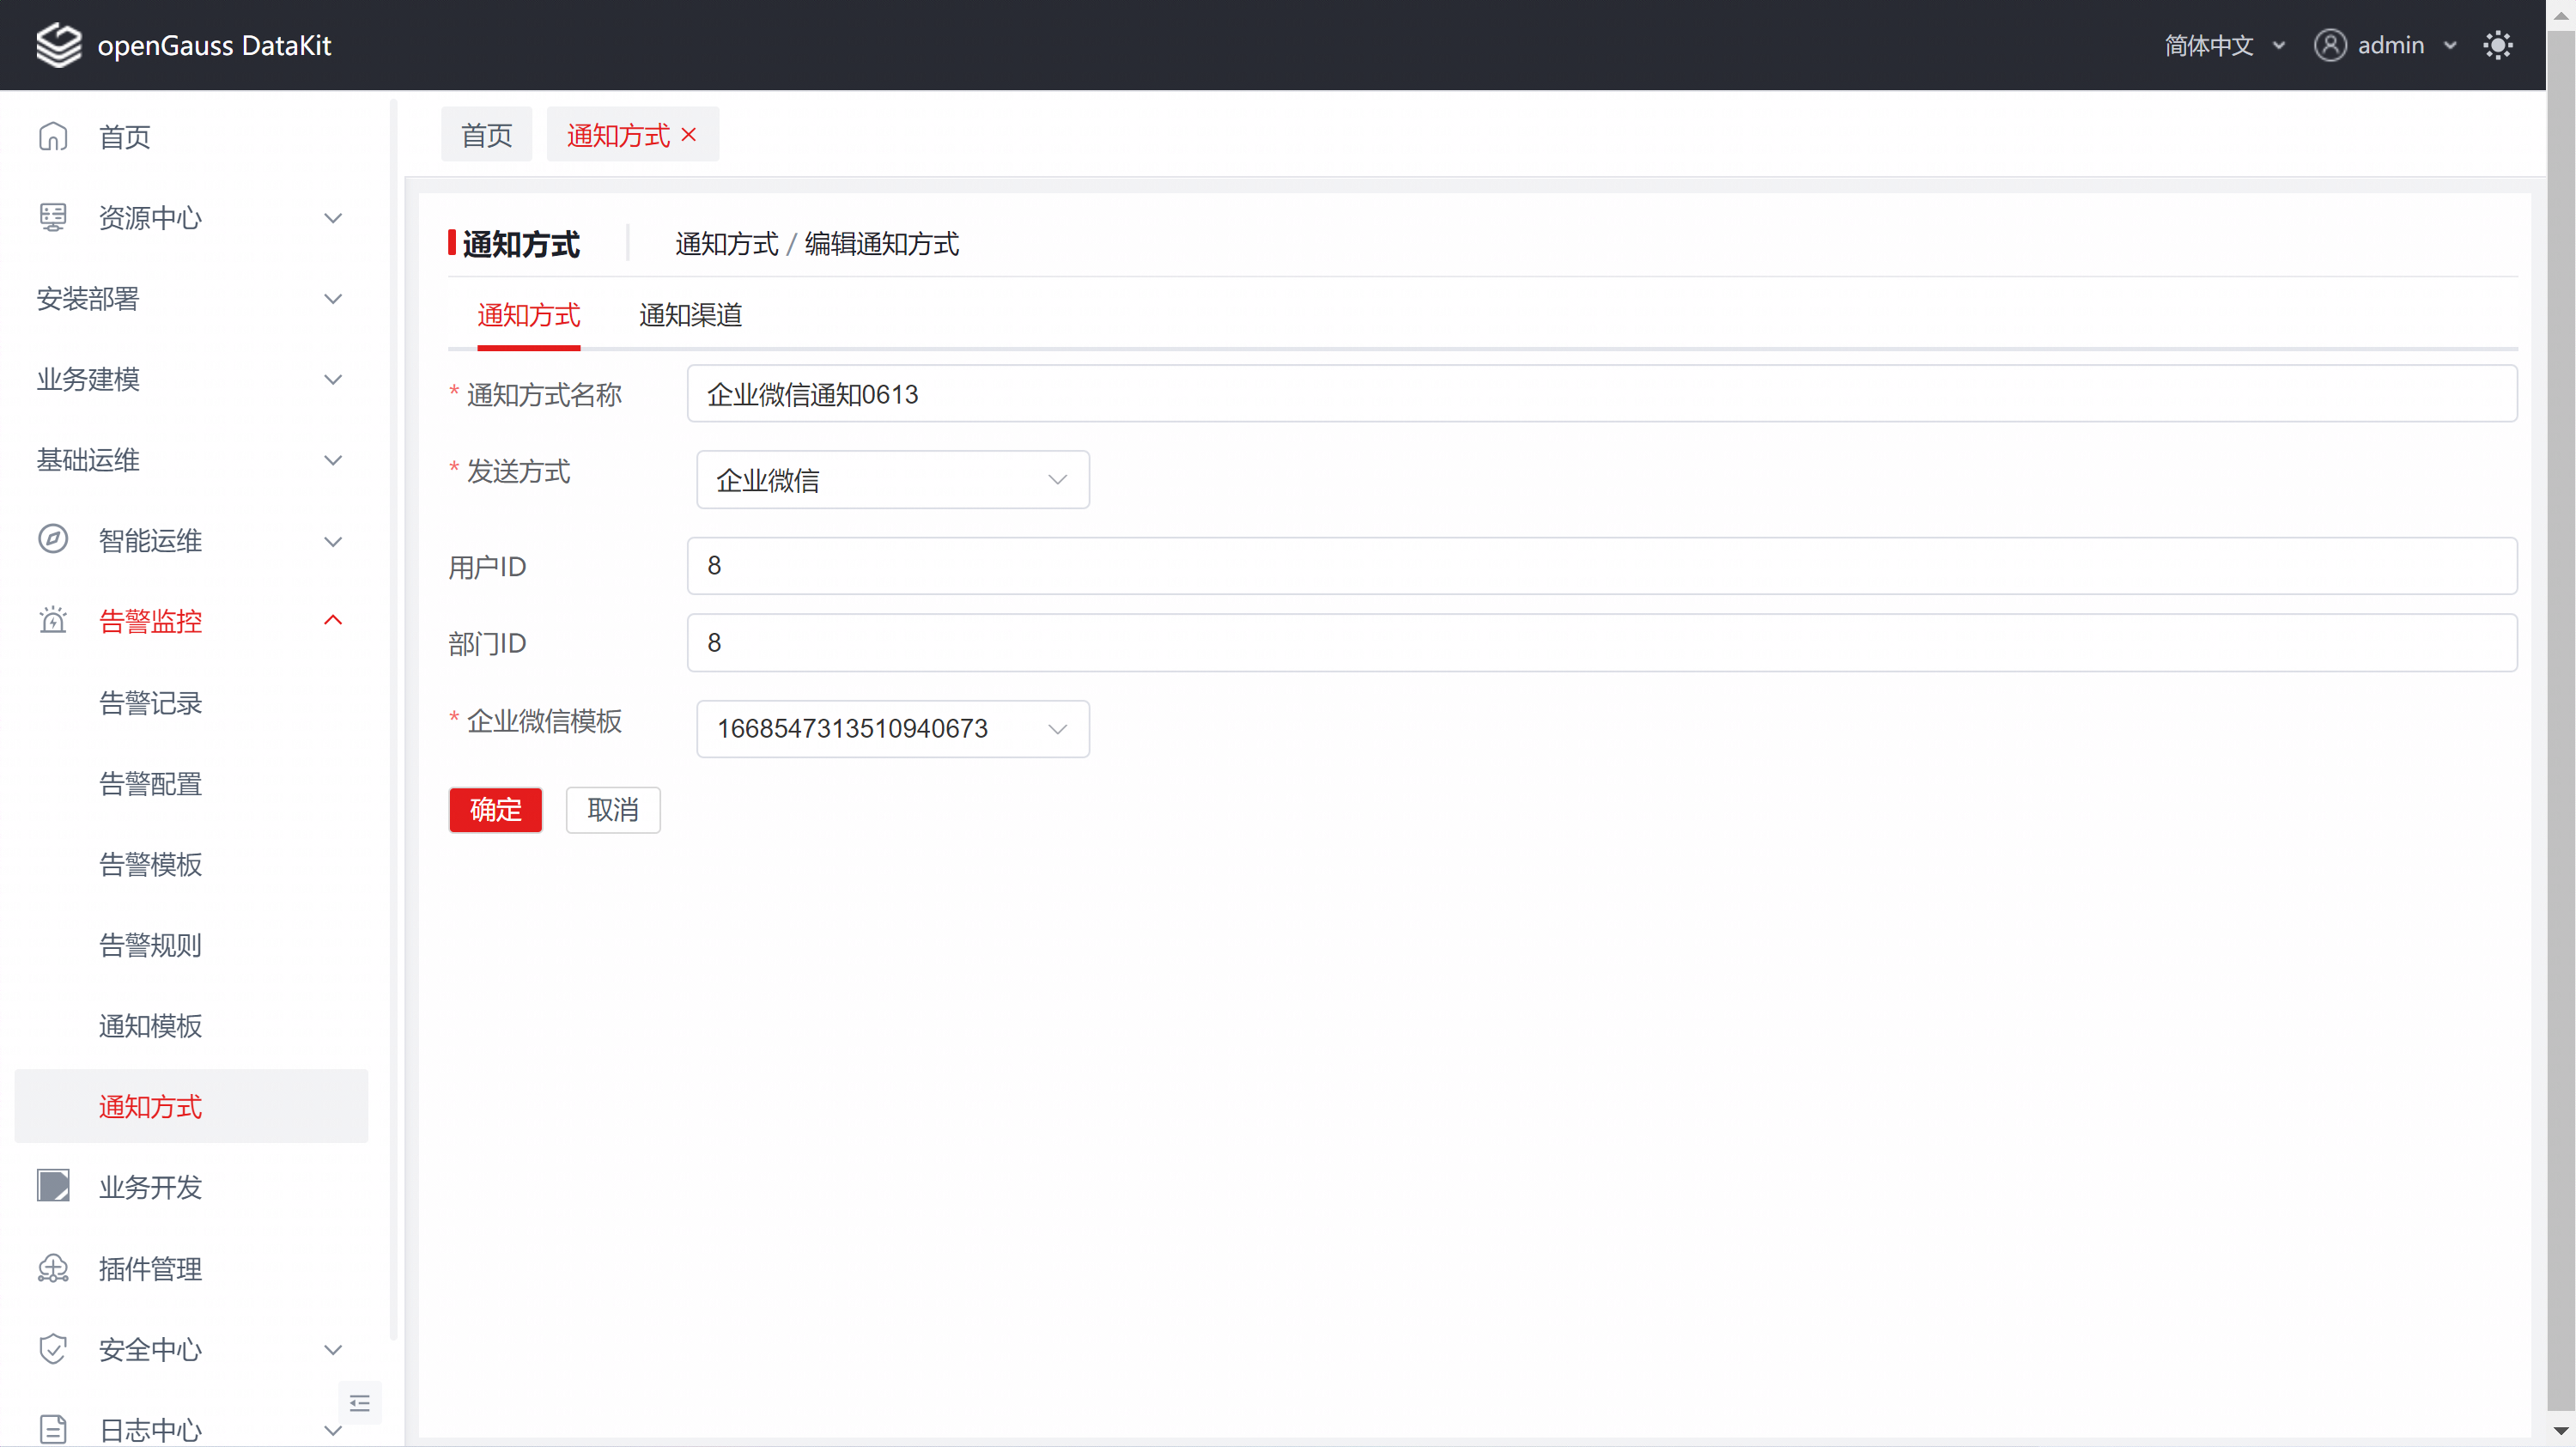 openGauss DataKit
简体中文
admin
首页
资源中心
安装部署
业务建模
基础运维
智能运维
告警监控
告警记录
告警配置
告警模板
告警规则
通知模板
通知方式
业务开发
插件管理
安全中心
日志中心
首页
通知方式
通知方式
通知方式 / 编辑通知方式
通知方式
通知渠道
* 通知方式名称
企业微信通知0613
* 发送方式
企业微信
用户ID
8
部门ID
8
* 企业微信模板
1668547313510940673
确定
取消